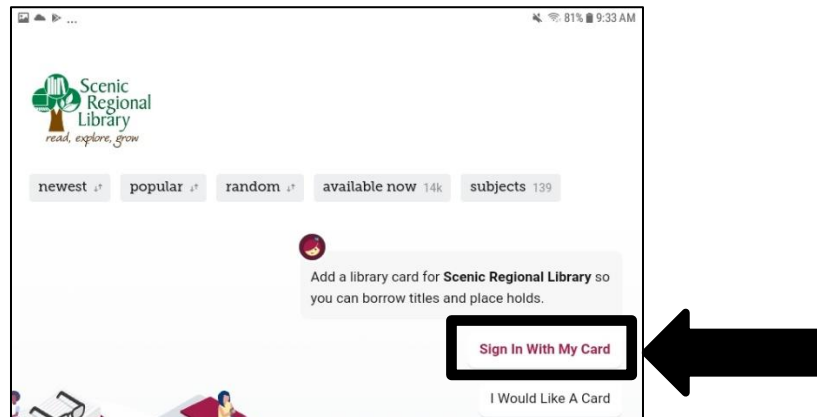 ... 81% 9:33 AM
Scenic
Regional
Library
read, explore, grow
newest popular random available now 14k subjects 139
Add a library card for Scenic Regional Library so
you can borrow titles and place holds.
Sign In With My Card
I Would Like A Card